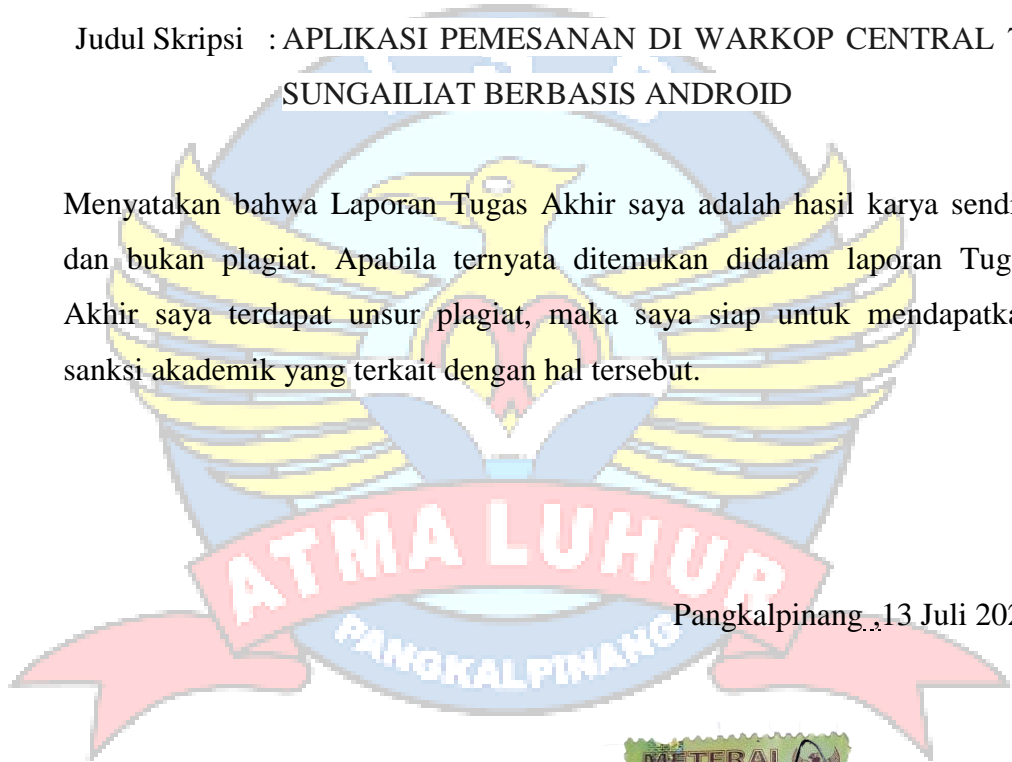 Judul Skripsi : APLIKASI PEMESANAN DI WARKOP CENTRAL
SUNGAILIAT BERBASIS ANDROID
Menyatakan bahwa Laporan Tugas Akhir saya adalah hasil karya
dan bukan plagiat. Apabila ternyata ditemukan didalam laporan
Akhir saya terdapat unsur plagiat, maka saya siap untuk
sanksi akademik yang terkait dengan hal tersebut.
ATMA LUHUR
Pangkalpinang ,13 Juli
PANGKALPINANG
METERAI